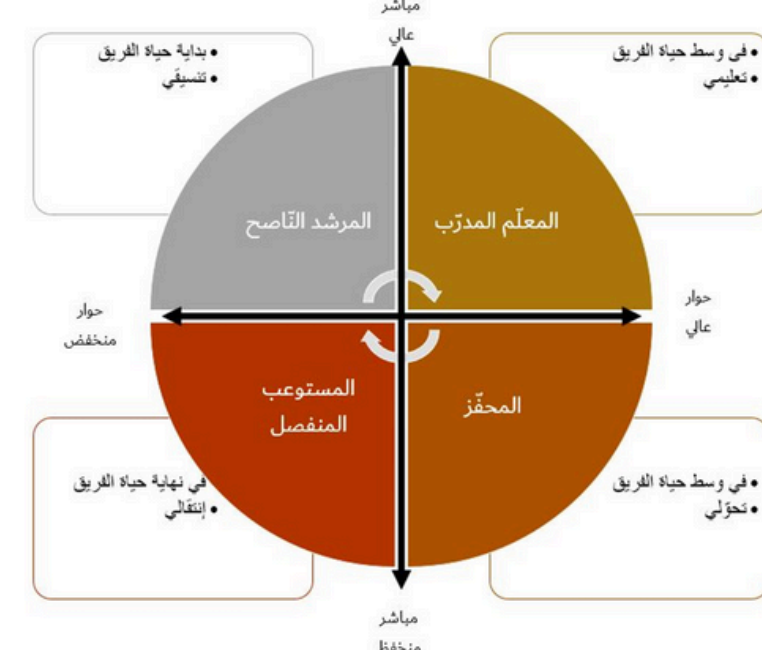 مباشر
عالي
• في وسط حياة الفريق
• تعليمي
• بداية حياة الفريق
• تنسيقي
المعلّم المدرّب
المرشد النّاصح
حوار
عالي
حوار
منخفض
المحفّز
المستوعب
المنفصل
• في وسط حياة الفريق
• تحوّلي
في نهاية حياة الفريق
• إنتقالي
مباشر
منخفظ